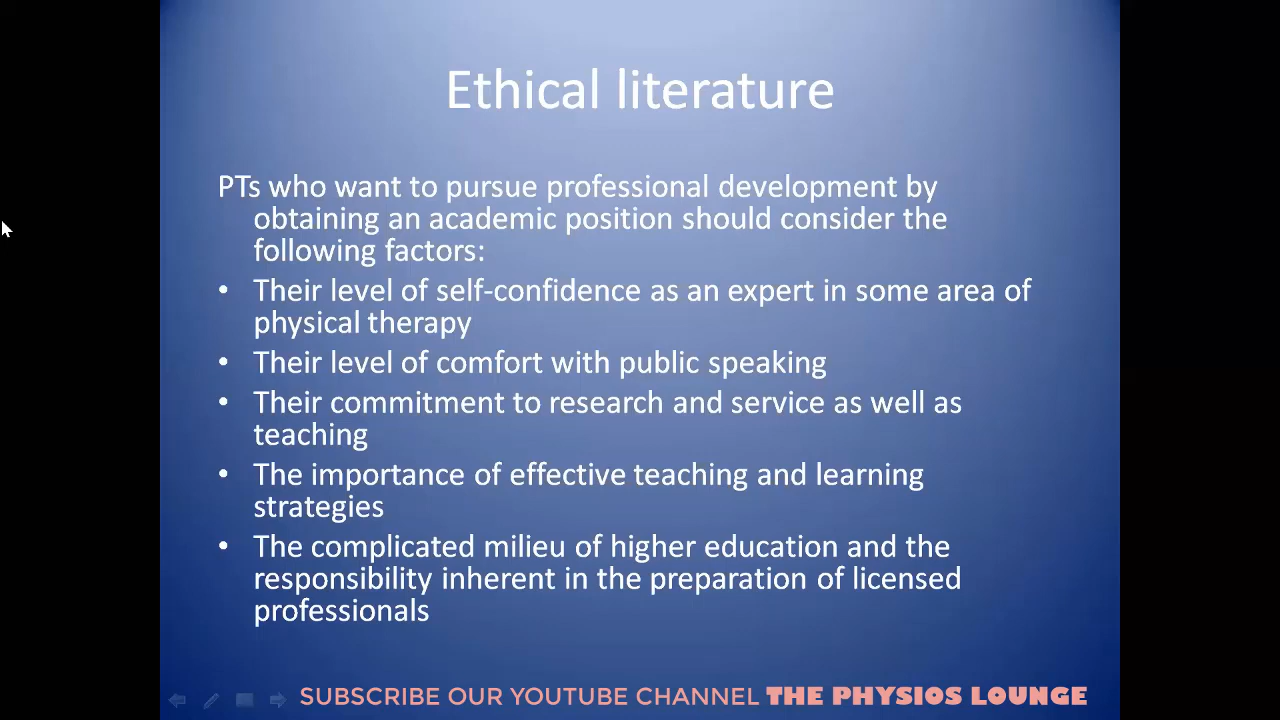 Ethical literature
PTs who want to pursue professional development by
obtaining an academic position should consider the
following factors:
• Their level of self-confidence as an expert in some area of
physical therapy
• Their level of comfort with public speaking
• Their commitment to research and service as well as
teaching
• The importance of effective teaching and learning
strategies
• The complicated milieu of higher education and the
responsibility inherent in the preparation of licensed
professionals
SUBSCRIBE OUR YOUTUBE CHANNEL THE PHYSIOS LOUNGE